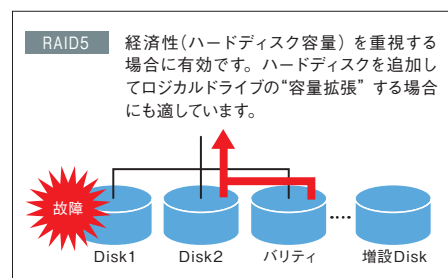 RAID5
経済性(ハードディスク容量)を重視する
場合に有効です。ハードディスクを追加し
てロジカルドライブの“容量拡張”する場合
にも適しています。
故障
Disk1
Disk2
バリティ
増設Disk